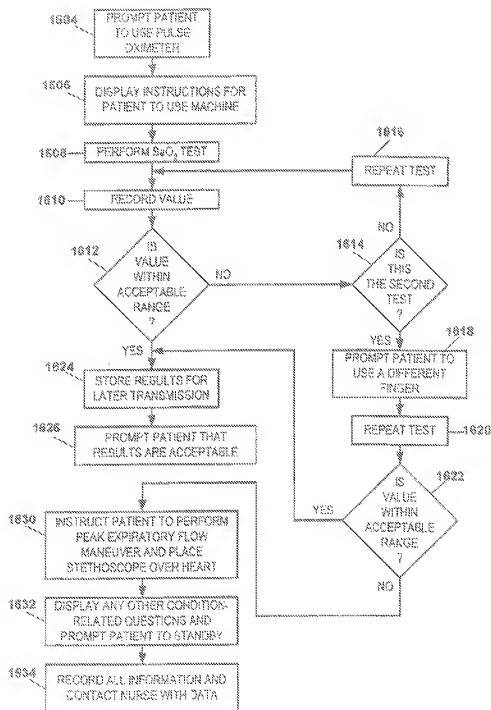 1604
PROMPT PATIENT
TO USE PULSE
OXIMETER
1606
DISPLAY INSTRUCTIONS FOR
PATIENT TO USE MACHINE
1608
PERFORM SaO2 TEST
1610
RECORD VALUE
1612
IS
VALUE
WITHIN
ACCEPTABLE
RANGE
?
NO
YES
1614
IS
THIS
THE SECOND
TEST
?
NO
1616
REPEAT TEST
YES
1618
PROMPT PATIENT TO
USE A DIFFERENT
FINGER
1620
REPEAT TEST
1622
IS
VALUE
WITHIN
ACCEPTABLE
RANGE
?
YES
NO
1624
STORE RESULTS FOR
LATER TRANSMISSION
1626
PROMPT PATIENT THAT
RESULTS ARE ACCEPTABLE
1630
INSTRUCT PATIENT TO PERFORM
PEAK EXPIRATORY FLOW
MANEUVER AND PLACE
STETHOSCOPE OVER HEART
1632
DISPLAY ANY OTHER CONDITION-
RELATED QUESTIONS AND
PROMPT PATIENT TO STANDBY
1634
RECORD ALL INFORMATION AND
CONTACT NURSE WITH DATA